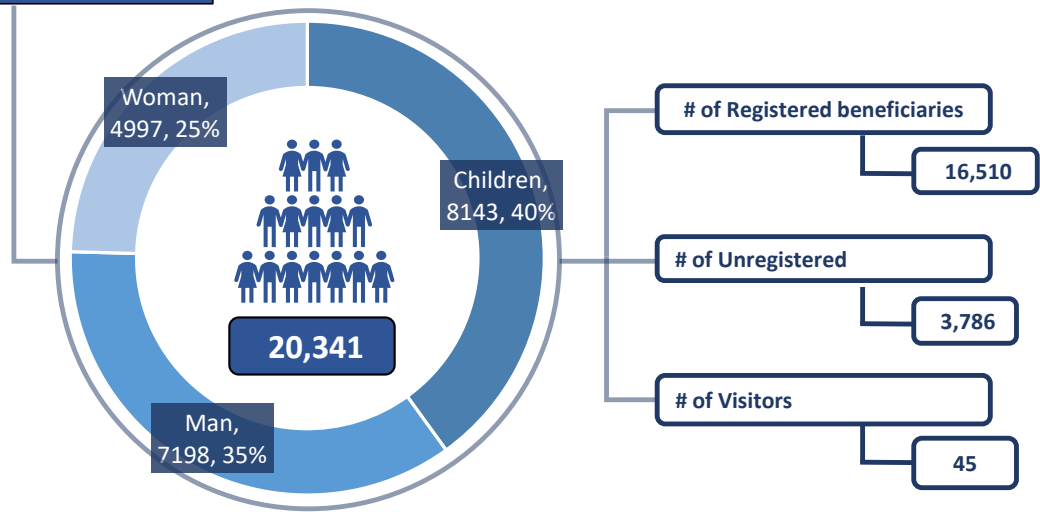 Woman,
4997, 25%
Children,
8143, 40%
Man,
7198, 35%
20,341
# of Registered beneficiaries
16,510
# of Unregistered
3,786
# of Visitors
45